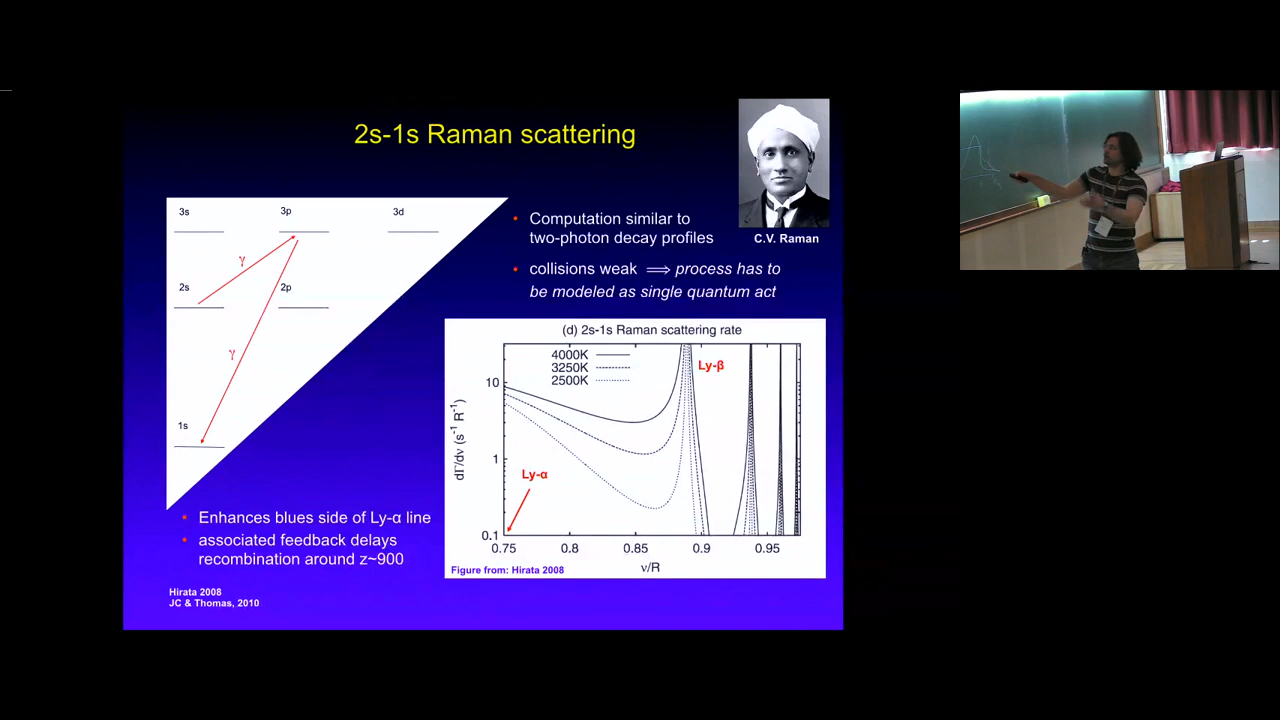 2s-1s Raman scattering
3s
3p
3d
γ
2s
2p
γ
1s
• Computation similar to
two-photon decay profiles
C.V. Raman
• collisions weak ⟹ process has to
be modeled as single quantum act
(d) 2s-1s Raman scattering rate
4000K
3250K
2500K
Ly-β
Ly-α
10
1
0.1
dΓ/dν (s⁻¹ R⁻¹)
0.75 0.8 0.85 0.9 0.95
ν/R
Figure from: Hirata 2008
• Enhances blues side of Ly-α line
• associated feedback delays
recombination around z~900
Hirata 2008
JC & Thomas, 2010